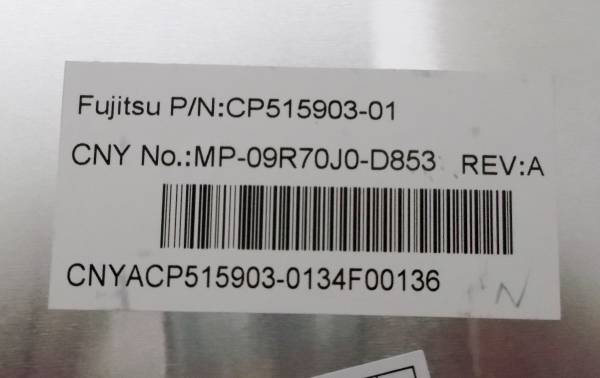 Fujitsu P/N:CP515903-01
CNY No.:MP-09R70J0-D853 REV:A
CNYACP515903-0134F00136
N